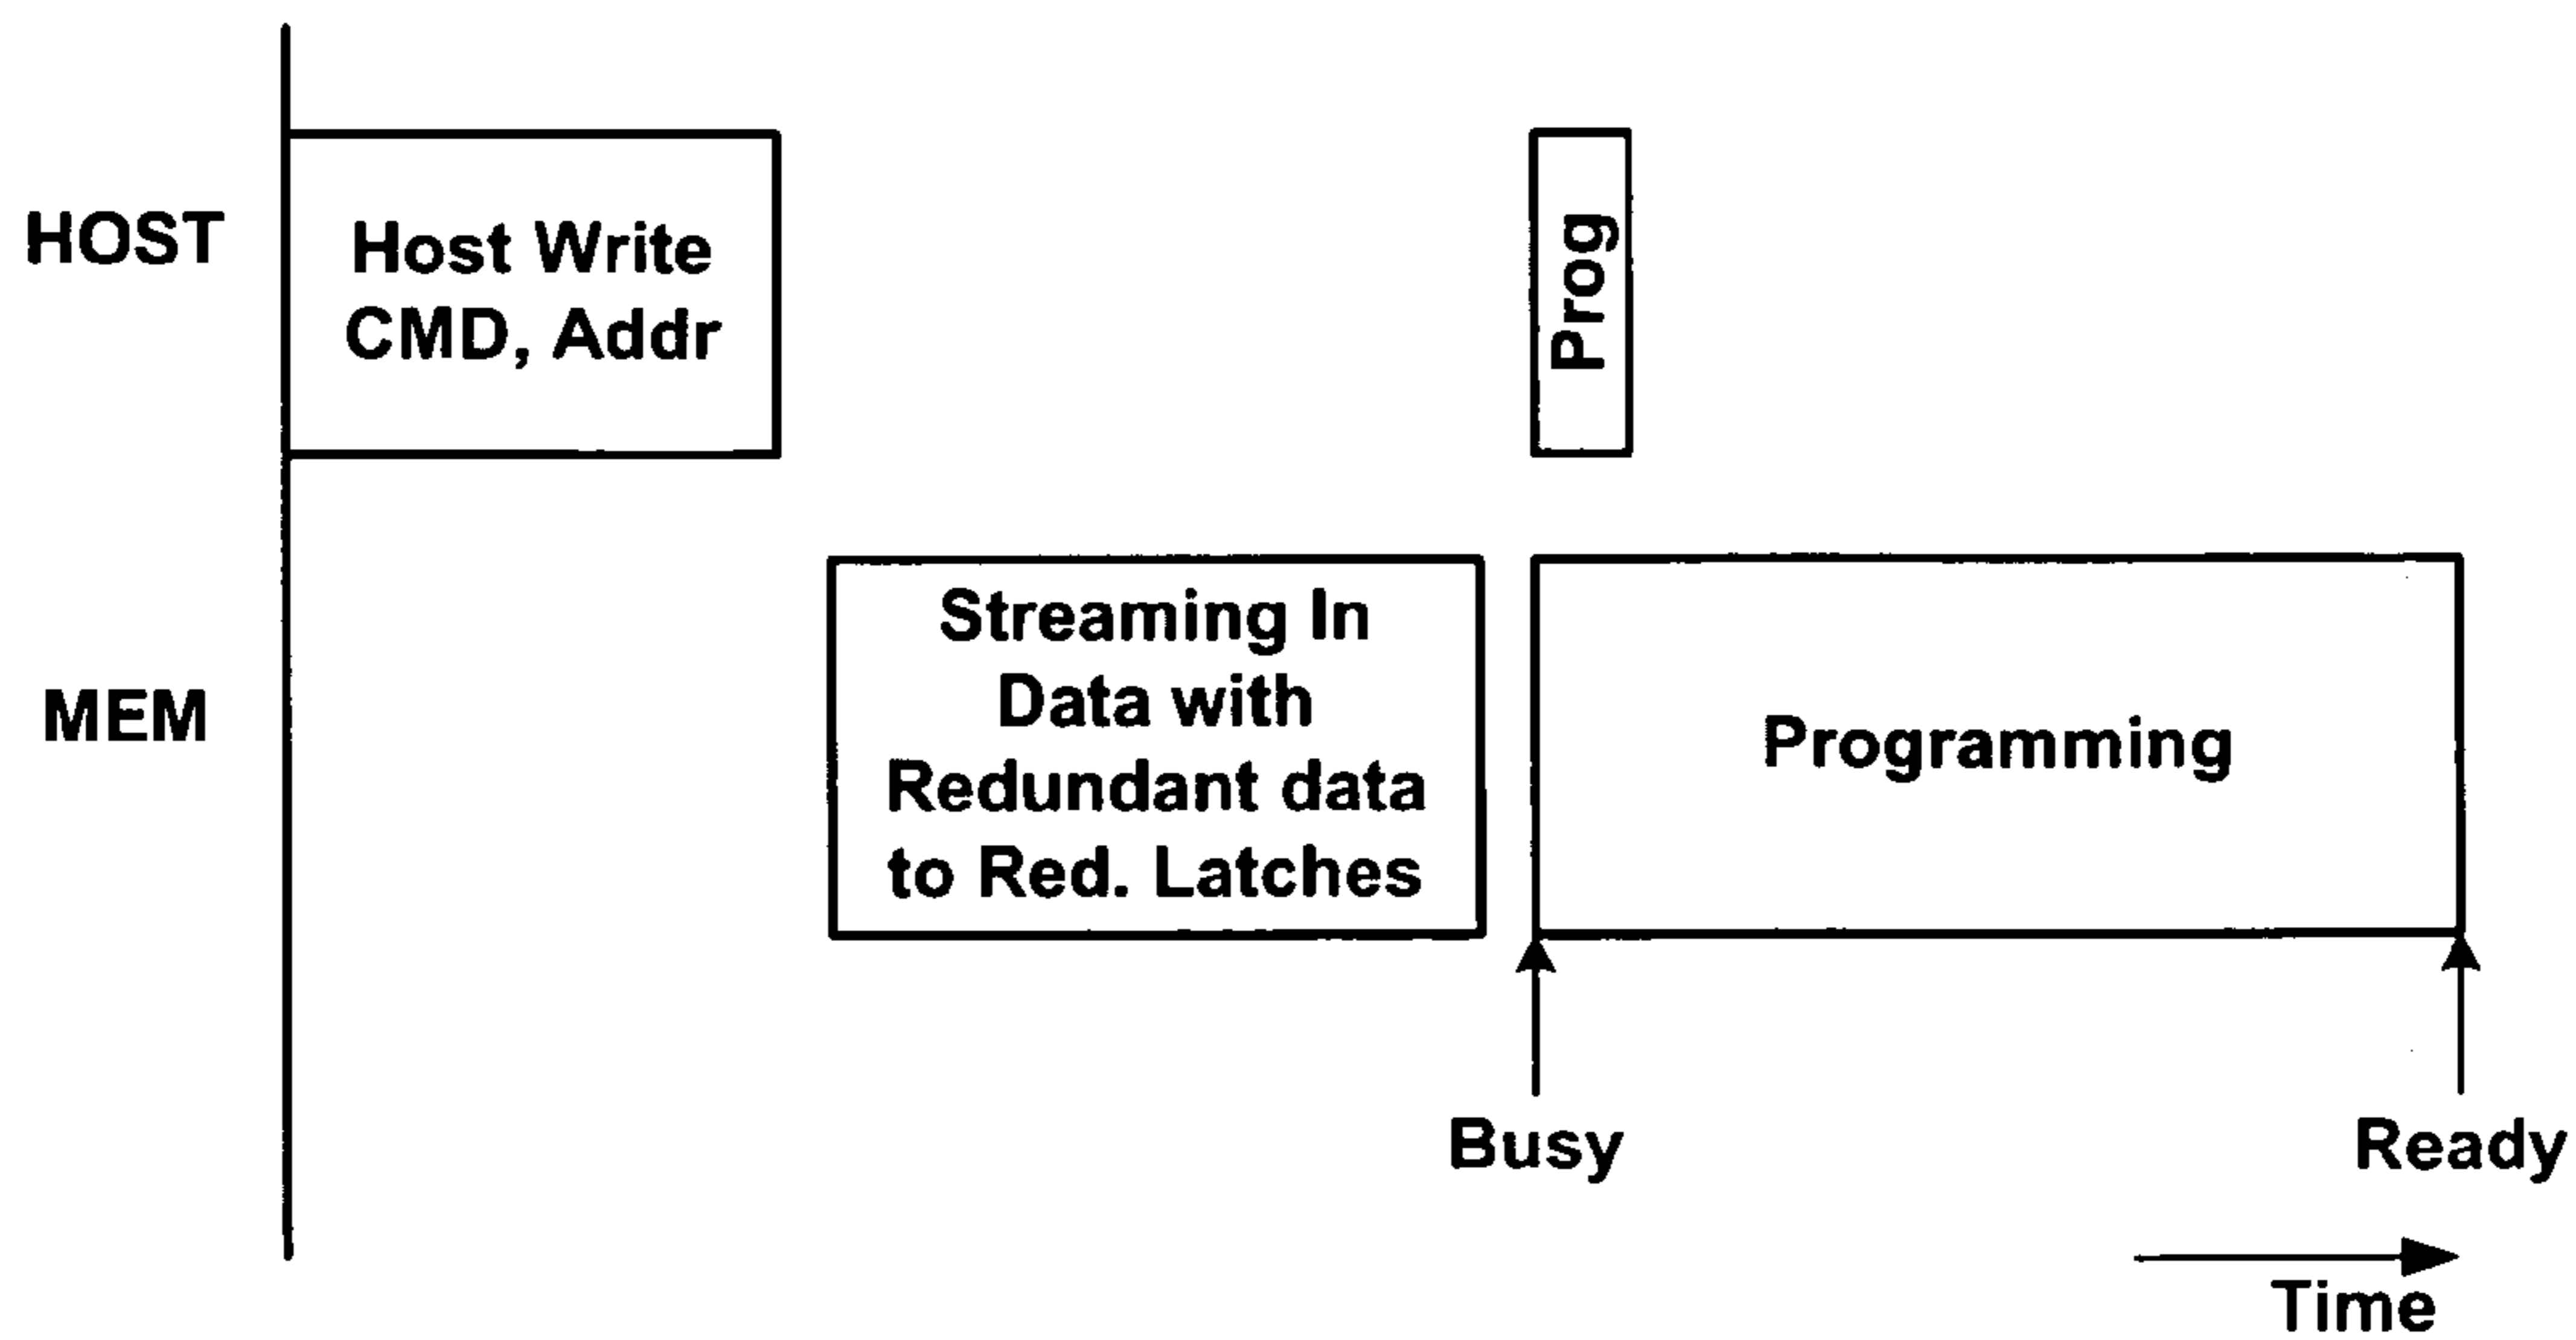 HOST
Host Write
CMD, Addr
Prog
MEM
Streaming In
Data with
Redundant data
to Red. Latches
Programming
Busy
Ready
Time